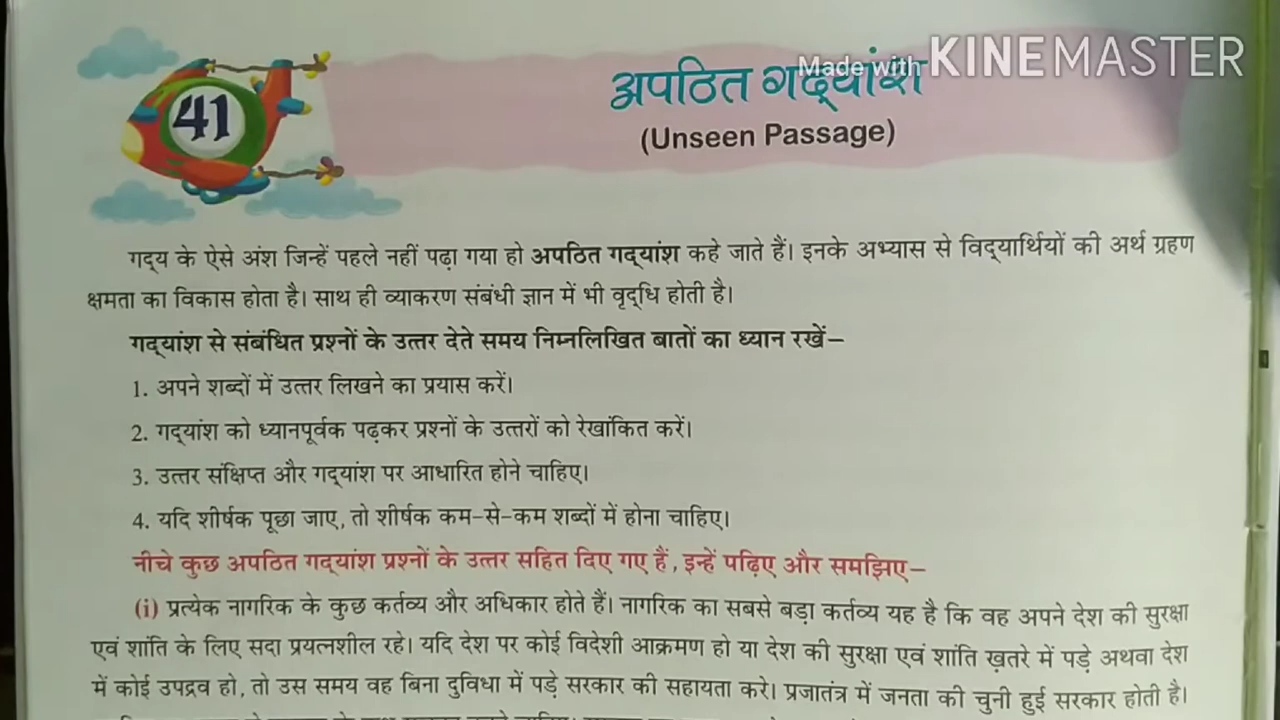 Made with KINEMASTER
41
अपठित गद्यांश
(Unseen Passage)
गद्य के ऐसे अंश जिन्हें पहले नहीं पढ़ा गया हो अपठित गद्यांश कहे जाते हैं। इनके अभ्यास से विद्यार्थियों की अर्थ ग्रहण
क्षमता का विकास होता है। साथ ही व्याकरण संबंधी ज्ञान में भी वृद्धि होती है।
गद्यांश से संबंधित प्रश्नों के उत्तर देते समय निम्नलिखित बातों का ध्यान रखें–
1. अपने शब्दों में उत्तर लिखने का प्रयास करें।
2. गद्यांश को ध्यानपूर्वक पढ़कर प्रश्नों के उत्तरों को रेखांकित करें।
3. उत्तर संक्षिप्त और गद्यांश पर आधारित होने चाहिए।
4. यदि शीर्षक पूछा जाए, तो शीर्षक कम-से-कम शब्दों में होना चाहिए।
नीचे कुछ अपठित गद्यांश प्रश्नों के उत्तर सहित दिए गए हैं, इन्हें पढ़िए और समझिए–
(i) प्रत्येक नागरिक के कुछ कर्तव्य और अधिकार होते हैं। नागरिक का सबसे बड़ा कर्तव्य यह है कि वह अपने देश की सुरक्षा
एवं शांति के लिए सदा प्रयत्नशील रहे। यदि देश पर कोई विदेशी आक्रमण हो या देश की सुरक्षा एवं शांति ख़तरे में पड़े अथवा देश
में कोई उपद्रव हो, तो उस समय वह बिना दुविधा में पड़े सरकार की सहायता करे। प्रजातंत्र में जनता की चुनी हुई सरकार होती है।